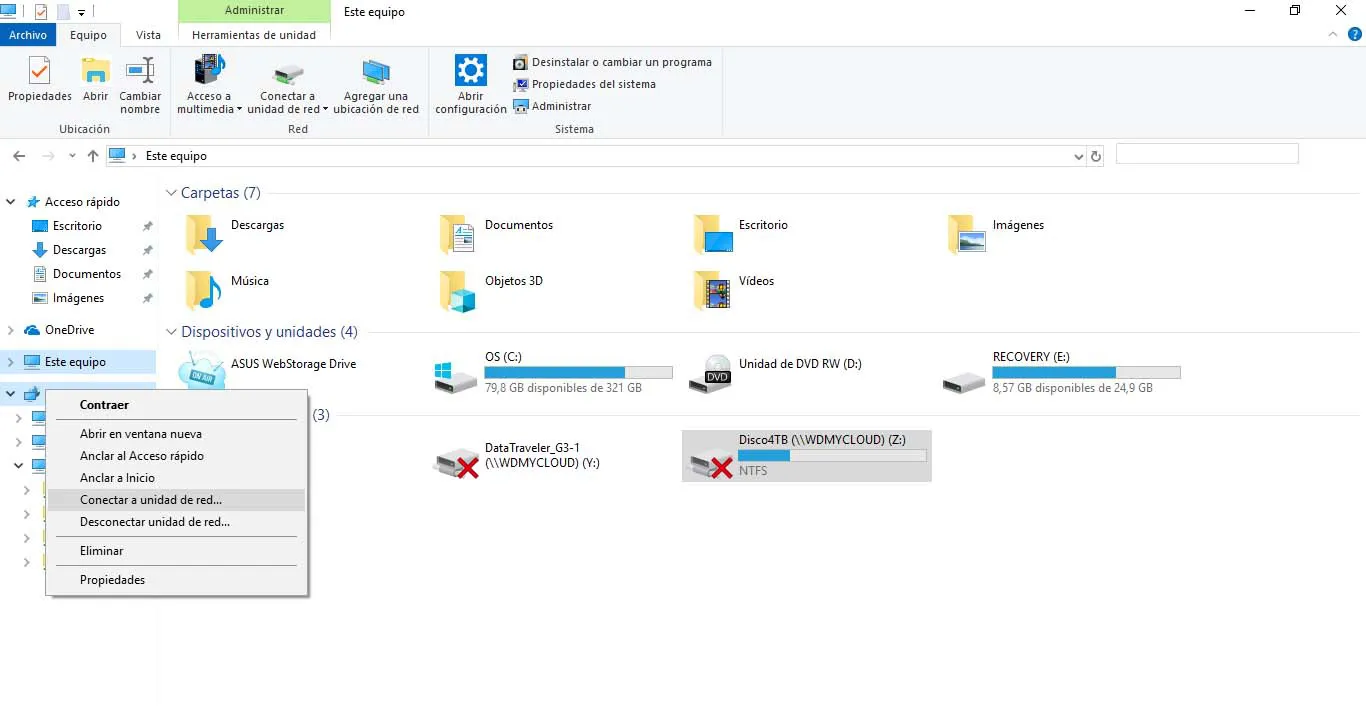 Administrar
Este equipo
Archivo
Equipo
Vista
Herramientas de unidad
Propiedades
Abrir
Cambiar
nombre
Ubicación
Acceso a
multimedia
Conectar a
unidad de red
Agregar una
ubicación de red
Red
Abrir
configuración
Desinstalar o cambiar un programa
Propiedades del sistema
Administrar
Sistema
Este equipo
Acceso rápido
Escritorio
Descargas
Documentos
Imágenes
OneDrive
Este equipo
Carpetas (7)
Descargas
Documentos
Escritorio
Imágenes
Música
Objetos 3D
Vídeos
Dispositivos y unidades (4)
ON AIR
ASUS WebStorage Drive
OS (C:)
79,8 GB disponibles de 321 GB
DVD
Unidad de DVD RW (D:)
RECOVERY (E:)
8,57 GB disponibles de 24,9 GB
(3)
DataTraveler_G3-1
(\\WDMYCLOUD) (Y:)
Disco4TB (\\WDMYCLOUD) (Z:)
NTFS
Contraer
Abrir en ventana nueva
Anclar al Acceso rápido
Anclar a Inicio
Conectar a unidad de red...
Desconectar unidad de red...
Eliminar
Propiedades